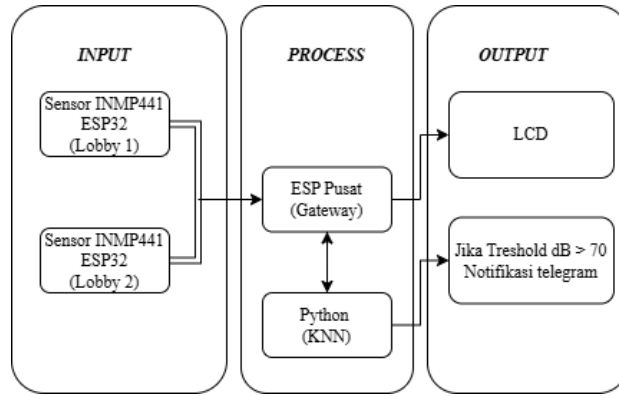 INPUT
Sensor INMP441
ESP32
(Lobby 1)
Sensor INMP441
ESP32
(Lobby 2)
PROCESS
ESP Pusat
(Gateway)
Python
(KNN)
OUTPUT
LCD
Jika Treshold dB > 70
Notifikasi telegram